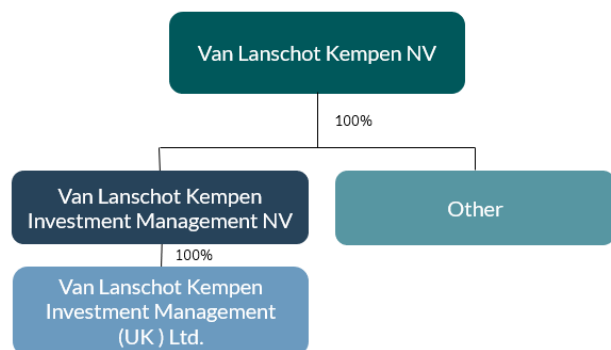 Van Lanschot Kempen NV
100%
Van Lanschot Kempen
Investment Management NV
Other
100%
Van Lanschot Kempen
Investment Management
(UK ) Ltd.